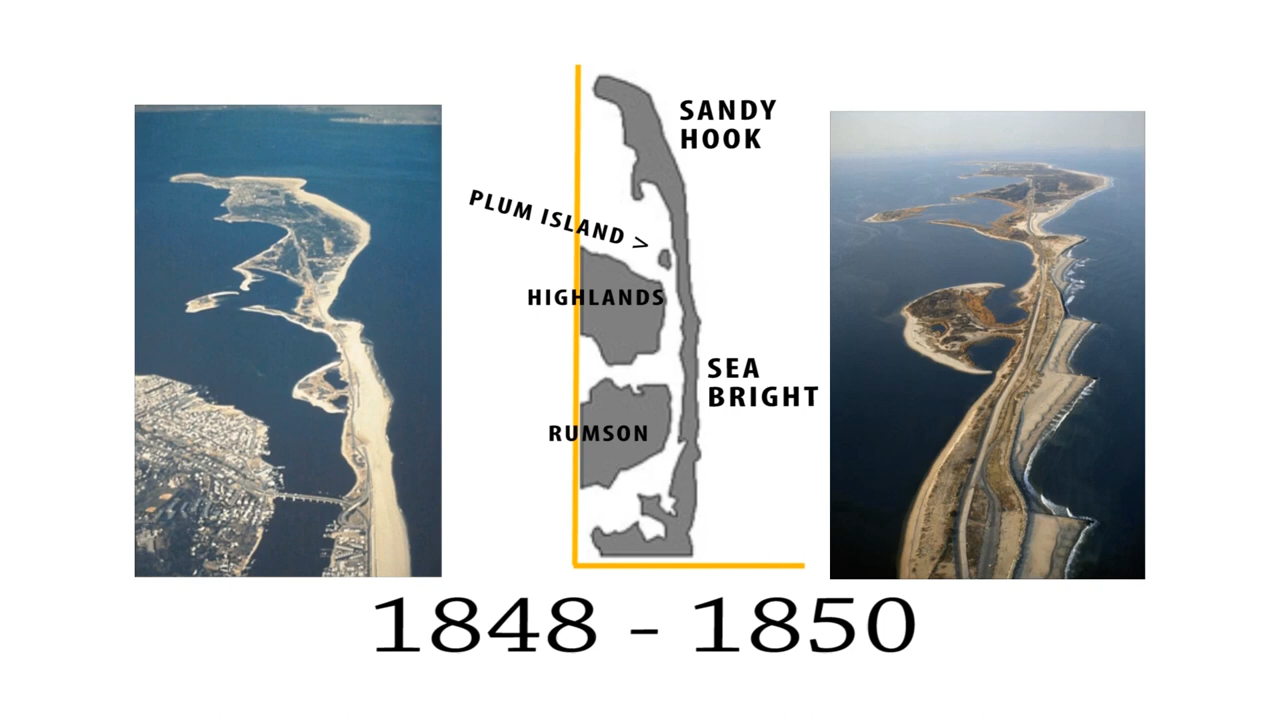 SANDY
HOOK
PLUM ISLAND >
HIGHLANDS
SEA
BRIGHT
RUMSON
1848 - 1850